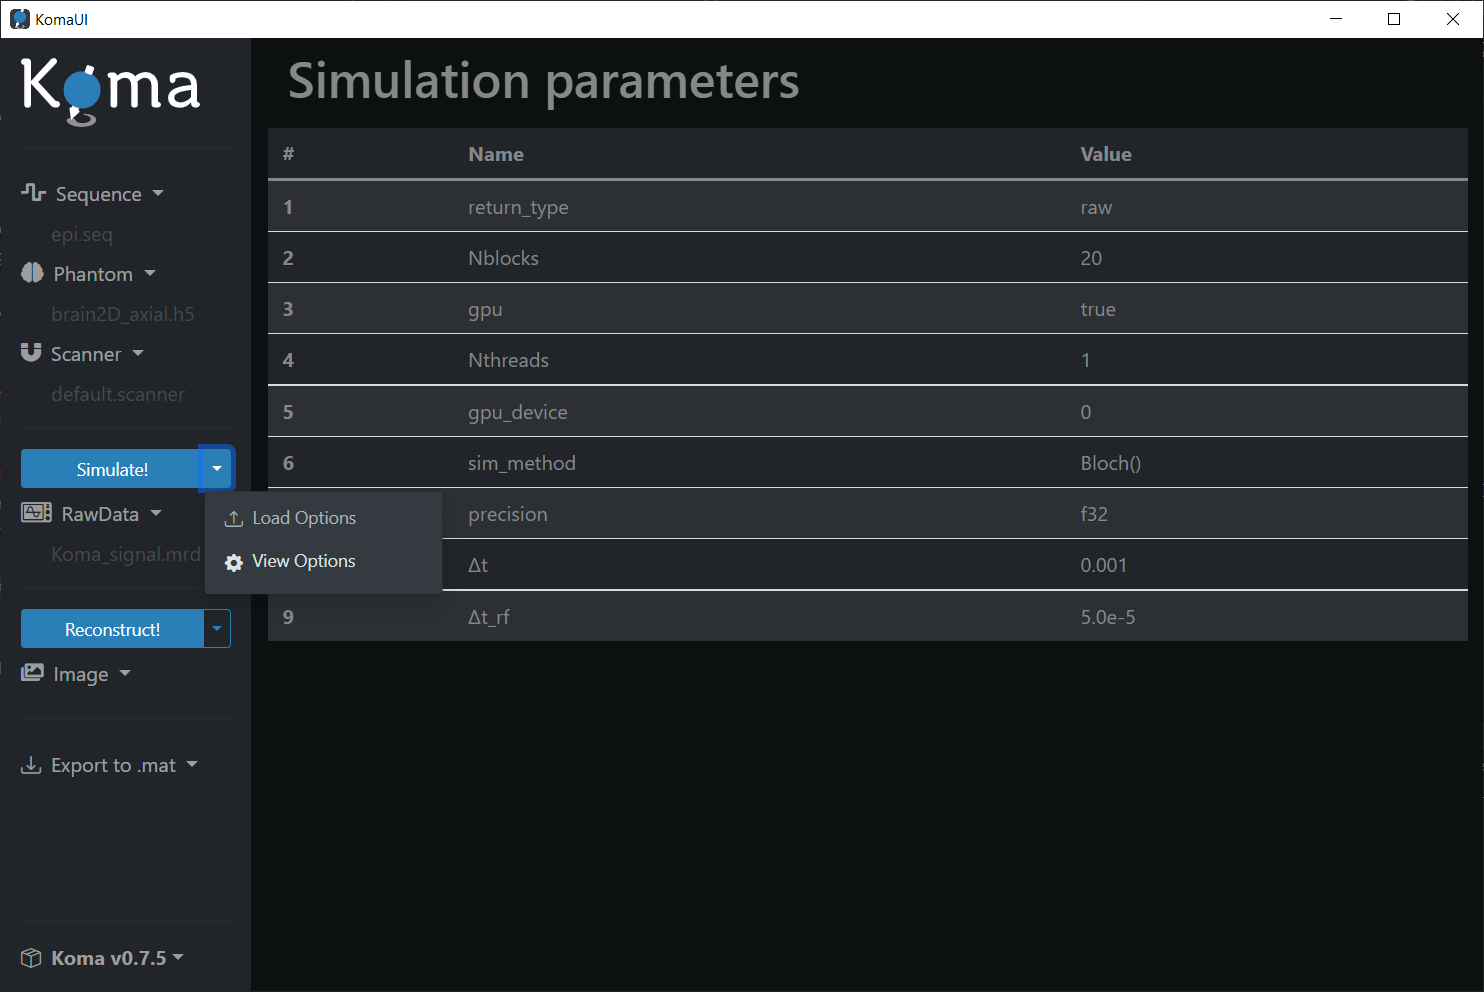 KomaUI
Koma
Sequence
epi.seq
Phantom
brain2D_axial.h5
Scanner
default.scanner
Simulate!
Load Options
View Options
RawData
Koma_signal.mrd
Reconstruct!
Image
Export to .mat
Koma v0.7.5
Simulation parameters
# Name Value
1 return_type raw
2 Nblocks 20
3 gpu true
4 Nthreads 1
5 gpu_device 0
6 sim_method Bloch()
precision f32
Δt 0.001
9 Δt_rf 5.0e-5